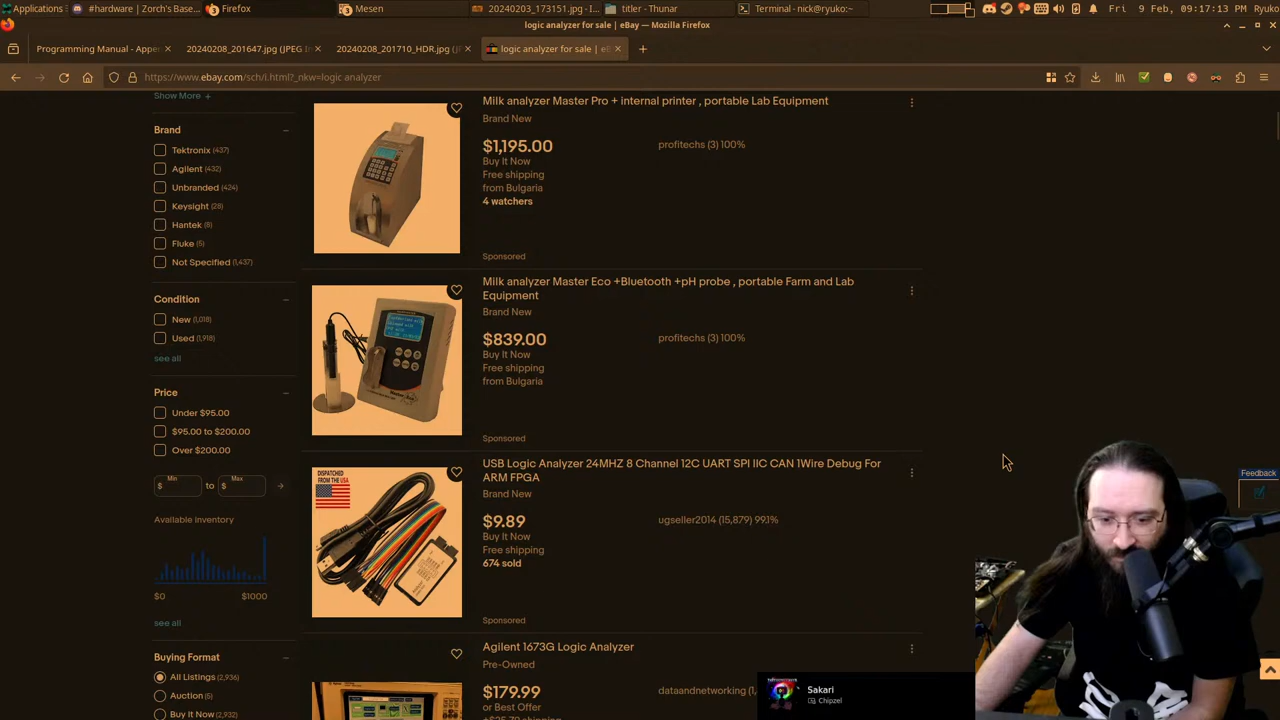 Applications
#hardware | Zorch's Base...
Firefox
Mesen
20240203_173151.jpg - I...
titler - Thunar
Terminal - nick@ryuko:~
Fri 9 Feb, 09:17:13 PM Ryuko
logic analyzer for sale | eBay — Mozilla Firefox
Programming Manual - Apper
20240208_201647.jpg (JPEG I
20240208_201710_HDR.jpg (J
logic analyzer for sale | eB
https://www.ebay.com/sch/i.html?_nkw=logic analyzer
Show More
Brand
Tektronix (437)
Agilent (432)
Unbranded (424)
Keysight (26)
Hantek (8)
Fluke (5)
Not Specified (1,437)
Condition
New (1,018)
Used (1,918)
see all
Price
Under $95.00
$95.00 to $200.00
Over $200.00
Min
$
to
Max
$
Available Inventory
$0
$1000
see all
Buying Format
All Listings (2,936)
Auction (5)
Buy It Now (2,932)
Milk analyzer Master Pro + internal printer , portable Lab Equipment
Brand New
$1,195.00
profitechs (3) 100%
Buy It Now
Free shipping
from Bulgaria
4 watchers
Sponsored
Milk analyzer Master Eco +Bluetooth +pH probe , portable Farm and Lab
Equipment
Brand New
$839.00
profitechs (3) 100%
Buy It Now
Free shipping
from Bulgaria
Sponsored
DISPATCHED
FROM THE USA
USB Logic Analyzer 24MHZ 8 Channel 12C UART SPI IIC CAN 1Wire Debug For
ARM FPGA
Brand New
$9.89
ugseller2014 (15,879) 99.1%
Buy It Now
Free shipping
674 sold
Sponsored
Agilent 1673G Logic Analyzer
Pre-Owned
$179.99
dataandnetworking (1,
or Best Offer
Feedback
Sakari
Chipzel